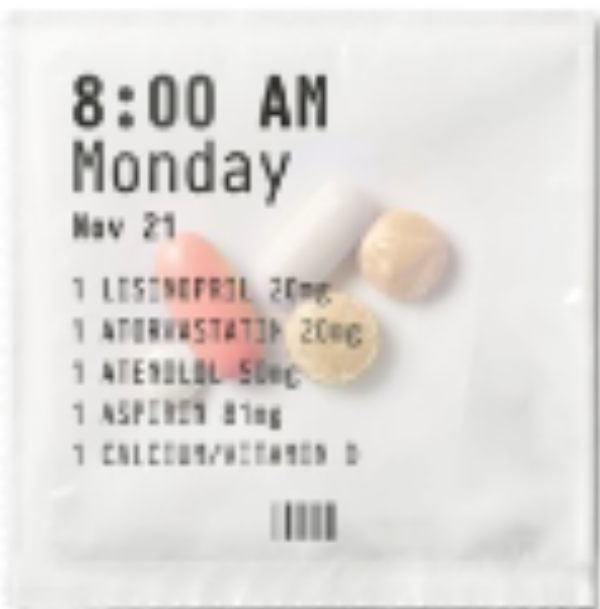 8:00 AM
Monday
Nov 21
1 LISINOPRIL 20mg
1 ATORVASTATIN 20mg
1 ATENOLOL 50mg
1 ASPIRIN 81mg
1 CALCIUM/VITAMIN D